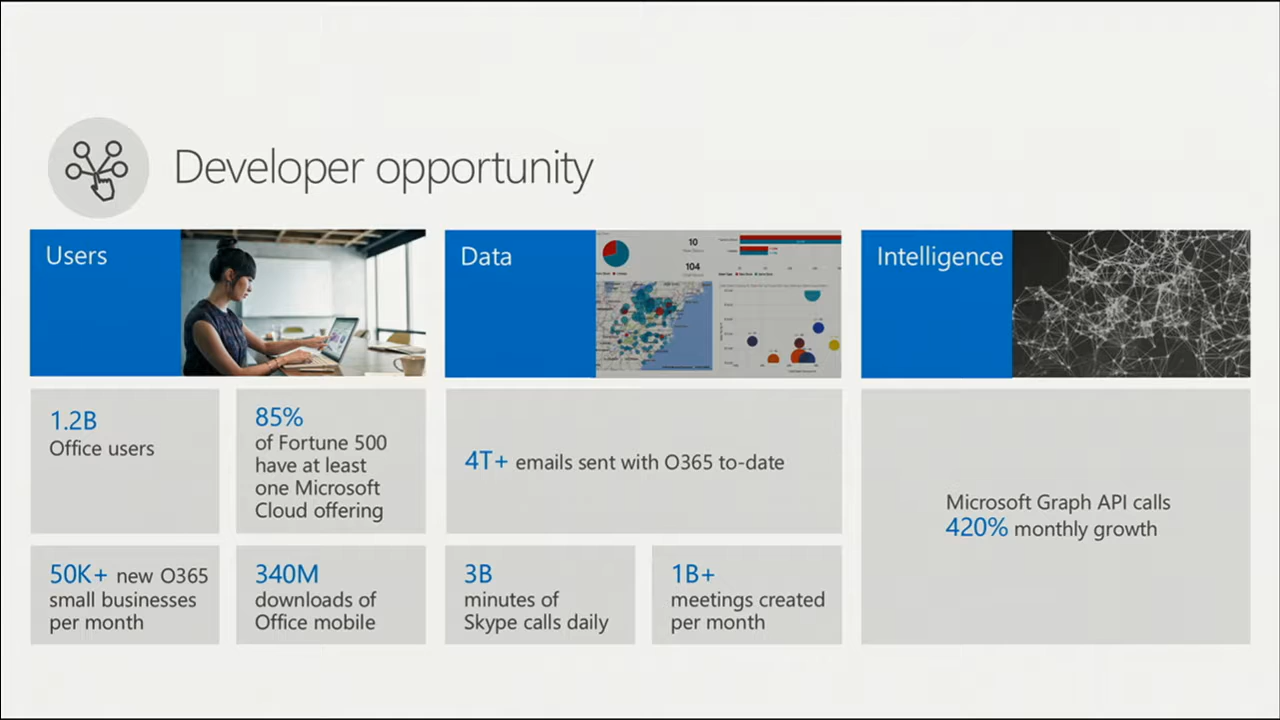 Developer opportunity
Users
1.2B
Office users
85%
of Fortune 500
have at least
one Microsoft
Cloud offering
50K+ new O365
small businesses
per month
340M
downloads of
Office mobile
Data
10
104
4T+ emails sent with O365 to-date
3B
minutes of
Skype calls daily
1B+
meetings created
per month
Intelligence
Microsoft Graph API calls
420% monthly growth